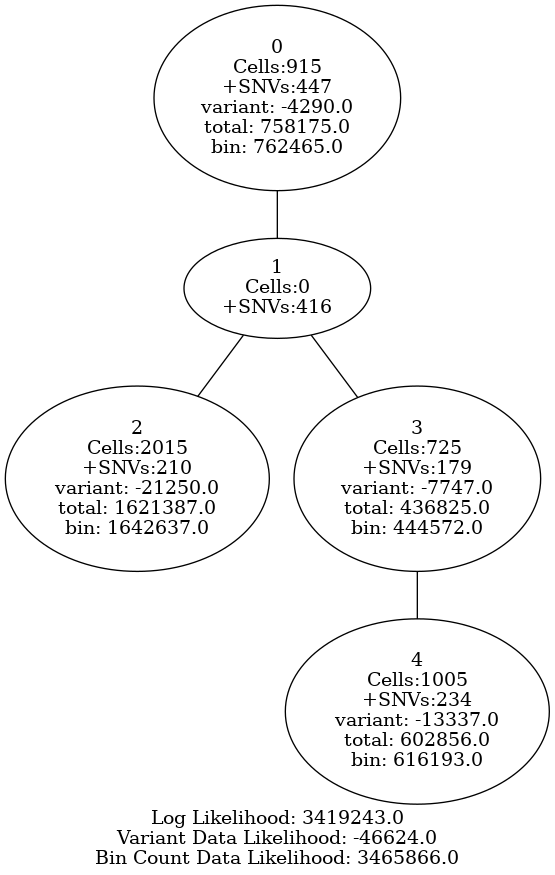 0
Cells:915
+SNVs:447
variant: -4290.0
total: 758175.0
bin: 762465.0
1
Cells:0
+SNVs:416
2
Cells:2015
+SNVs:210
variant: -21250.0
total: 1621387.0
bin: 1642637.0
3
Cells:725
+SNVs:179
variant: -7747.0
total: 436825.0
bin: 444572.0
4
Cells:1005
+SNVs:234
variant: -13337.0
total: 602856.0
bin: 616193.0
Log Likelihood: 3419243.0
Variant Data Likelihood: -46624.0
Bin Count Data Likelihood: 3465866.0